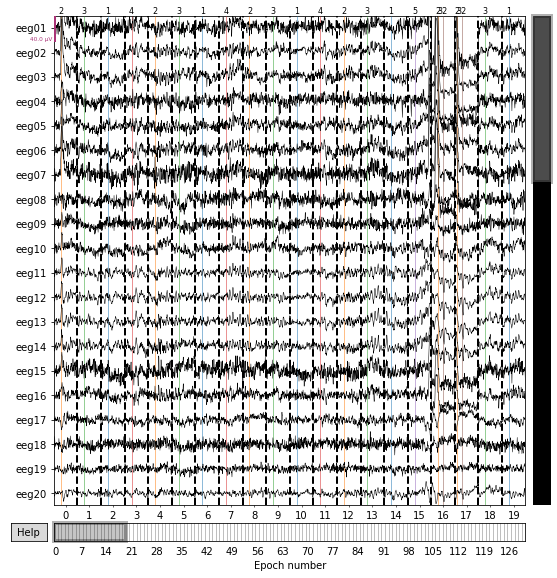 2 3 1 4 2 3 1 4 2 3 1 4 2 3 1 5 2 3 1
eeg01
40.0 µV
eeg02
eeg03
eeg04
eeg05
eeg06
eeg07
eeg08
eeg09
eeg10
eeg11
eeg12
eeg13
eeg14
eeg15
eeg16
eeg17
eeg18
eeg19
eeg20
0 1 2 3 4 5 6 7 8 9 10 11 12 13 14 15 16 17 18 19
Help
0 7 14 21 28 35 42 49 56 63 70 77 84 91 98 105 112 119 126
Epoch number